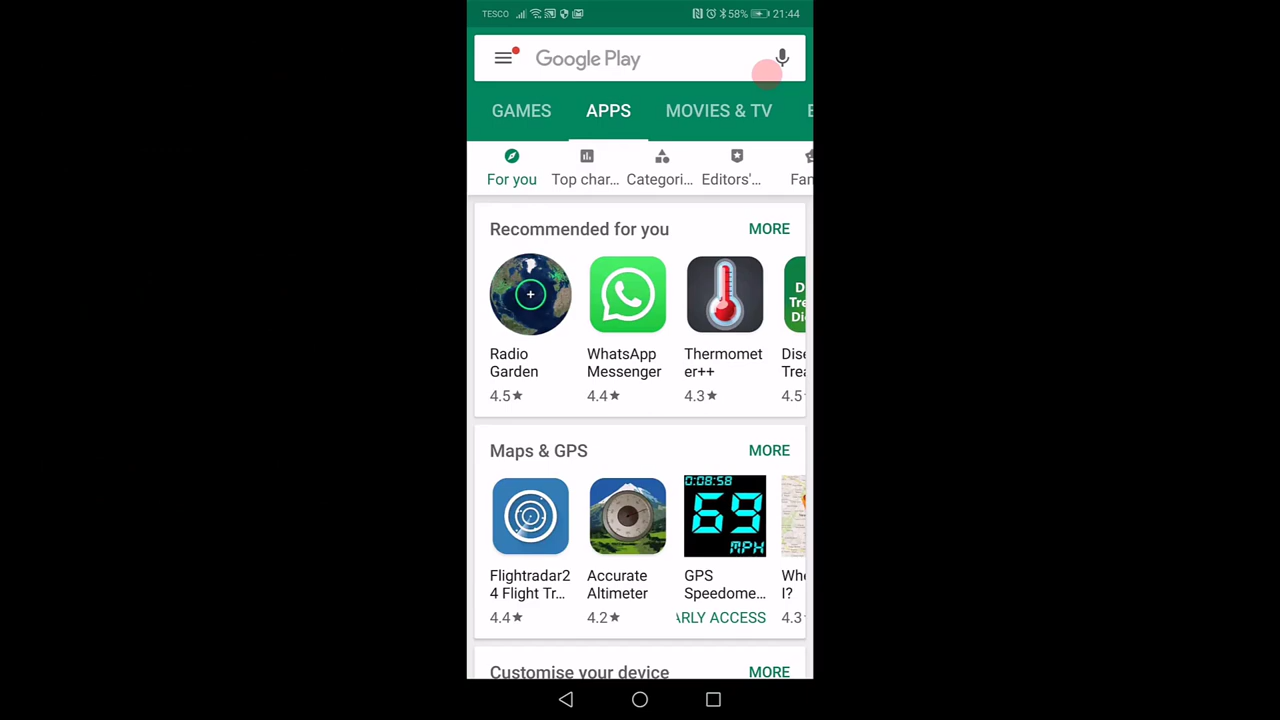 TESCO 58% 21:44
Google Play
GAMES APPS MOVIES & TV
For you Top char... Categori... Editors'...
Recommended for you MORE
Radio Garden
4.5★
WhatsApp Messenger
4.4★
Thermomet
er++
4.3★
4.5
Maps & GPS MORE
0:08:58
69
MPH
Flightradar2
4 Flight Tr...
4.4★
Accurate
Altimeter
4.2★
GPS
Speedome...
ARLY ACCESS
I?
4.3
Customise your device MORE